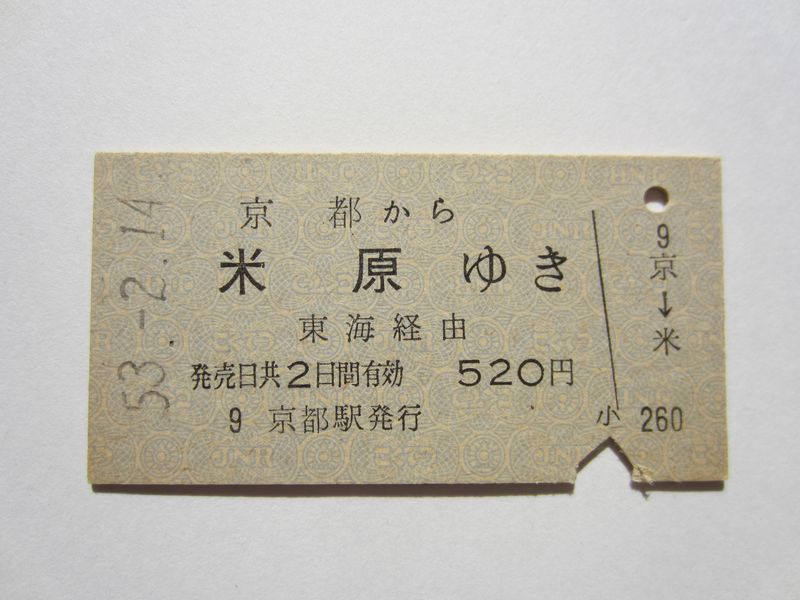 53.-2.14
京 都から
米 原 ゆき
東海経由
発売日共2日間有効 520円
9 京都駅発行
9
京
↓
米
小 260